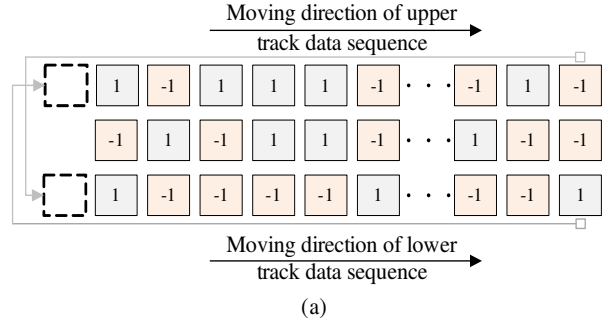 Moving direction of upper
track data sequence
1 -1 1 1 1 -1 · · · -1 1 -1
-1 1 -1 1 1 -1 · · · 1 -1 -1
1 -1 -1 -1 -1 1 · · · -1 -1 1
Moving direction of lower
track data sequence
(a)